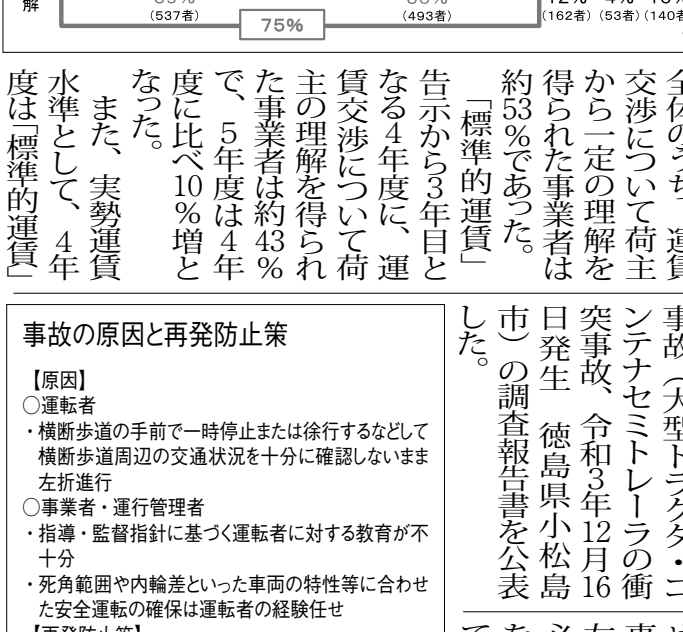 解
(537者)
75%
(493者)
(162者)(53者)(140者
交渉について荷主
から一定の理解を
得られた事業者は
約53%であった。
「標準的運賃」
告示から3年目と
なる4年度に、運
賃交渉について荷
主の理解を得られ
た事業者は約43%
で、5年度は4年
度に比べ10%増と
なった。
また、実勢運賃
水準として、4年
度は「標準的運賃」
ンテナセミトレーラの衝
突事故、令和3年12月16
日発生 徳島県小松島
市)の調査報告書を公表
した。
事故の原因と再発防止策
【原因】
○運転者
・横断歩道の手前で一時停止または徐行するなどして
横断歩道周辺の交通状況を十分に確認しないまま
左折進行
○事業者・運行管理者
・指導・監督指針に基づく運転者に対する教育が不
十分
・死角範囲や内輪差といった車両の特性等に合わせ
た安全運転の確保は運転者の経験任せ